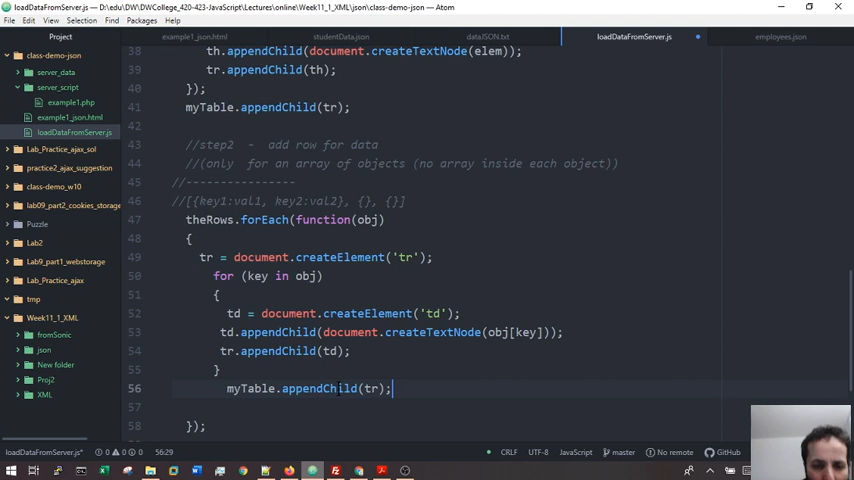 loadDataFromServer.js - D:\edu\DW\DWCollege_420-423-JavaScript\Lectures\online\Week11_1_XML\json\class-demo-json - Atom
File Edit View Selection Find Packages Help
Project
example1_json.html studentData.json dataJSON.txt loadDataFromServer.js employees.json
class-demo-json
server_data
server_script
example1.php
example1_json.html
loadDataFromServer.js
Lab_Practice_ajax_sol
practice2_ajax_suggestion
class-demo_w10
lab09_part2_cookies_storage
Puzzle
Lab2
Lab9_part1_webstorage
Lab_Practice_ajax
tmp
Week11_1_XML
fromSonic
json
New folder
Proj2
XML
38 th.appendChild(document.createTextNode(elem));
39 tr.appendChild(th);
40 });
41 myTable.appendChild(tr);
42
43 //step2 - add row for data
44 //(only for an array of objects (no array inside each object))
45 //----------------
46 //[{key1:val1, key2:val2}, {}, {}]
47 theRows.forEach(function(obj)
48 {
49 tr = document.createElement('tr');
50 for (key in obj)
51 {
52 td = document.createElement('td');
53 td.appendChild(document.createTextNode(obj[key]));
54 tr.appendChild(td);
55 }
56 myTable.appendChild(tr);
57
58 });
loadDataFromServer.js* 0 0 0 56:29 CRLF UTF-8 JavaScript master No remote GitHub